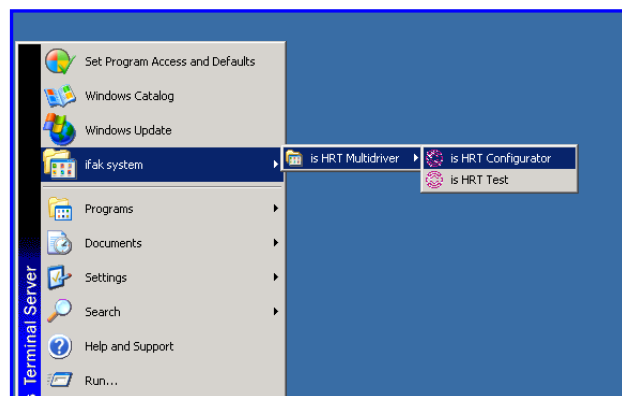 Set Program Access and Defaults
Windows Catalog
Windows Update
ifak system
is HRT Multidriver
is HRT Configurator
is HRT Test
Programs
Documents
Settings
Search
Help and Support
Run...
s Terminal Server